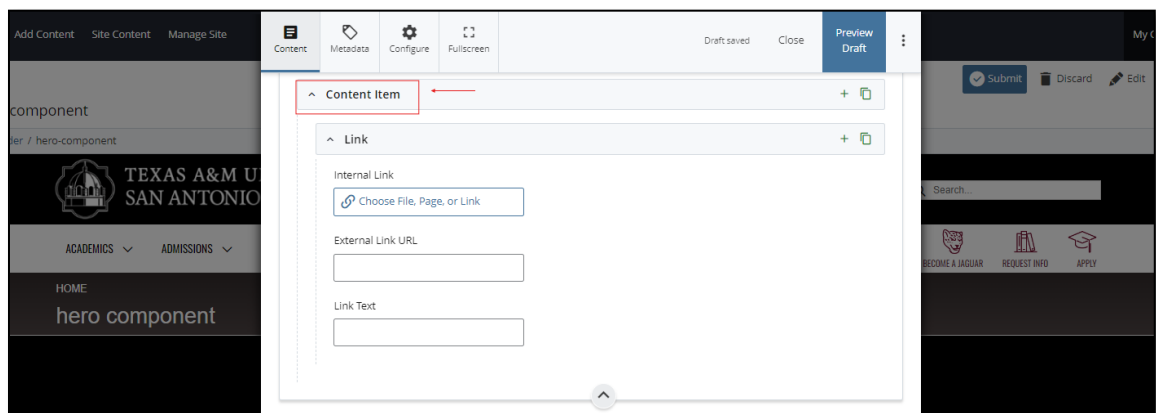 Add Content Site Content Manage Site
Content Metadata Configure Fullscreen
Draft saved Close
Preview
Draft
My
Submit Discard Edit
Content Item
component
/ hero-component
Link
TEXAS A&M
SAN ANTONIO
Internal Link
Choose File, Page, or Link
Search...
External Link URL
ACADEMICS ADMISSIONS
BECOME A JAGUAR REQUEST INFO APPLY
HOME
hero component
Link Text